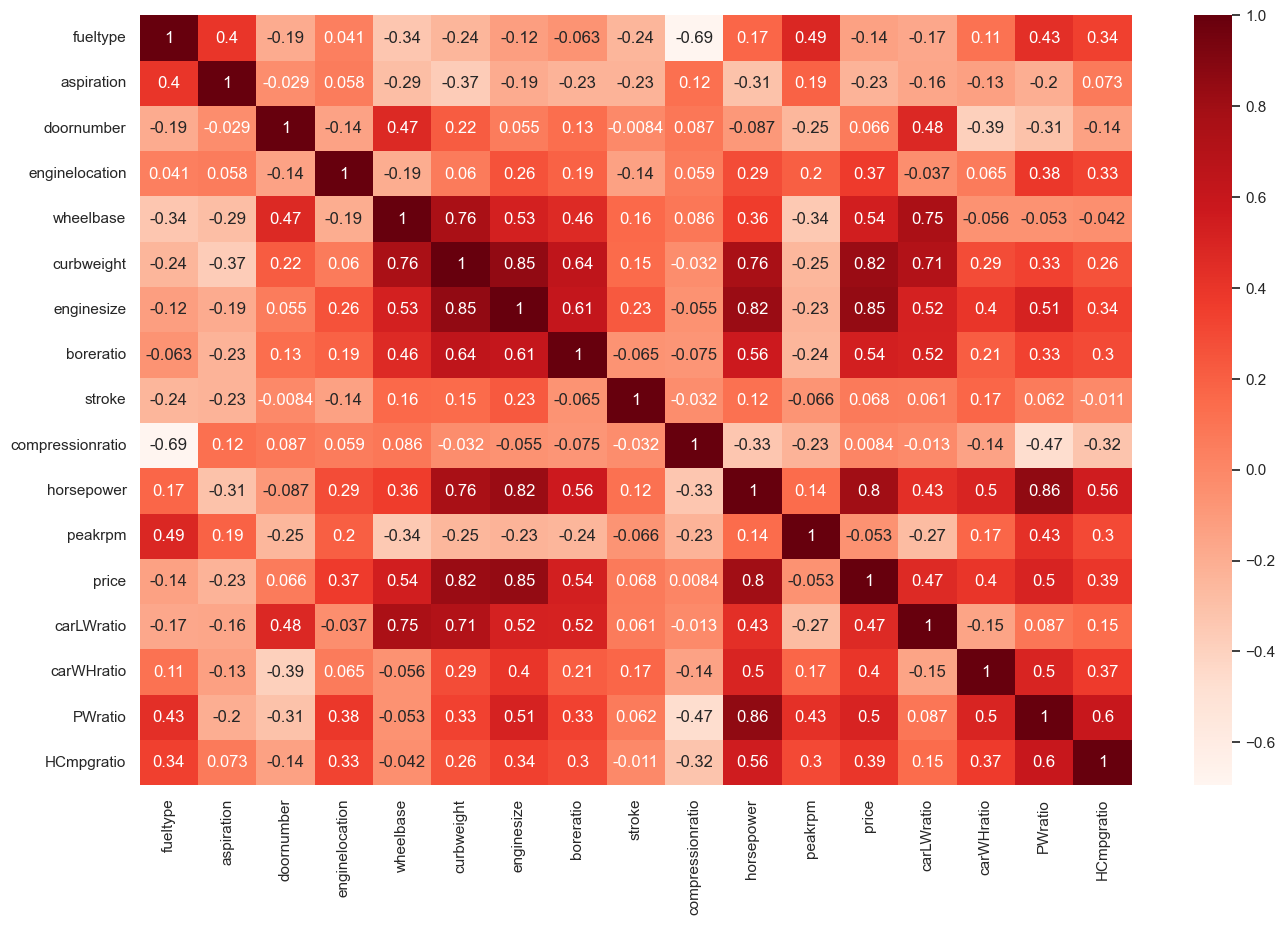 fueltype 1 0.4 -0.19 0.041 -0.34 -0.24 -0.12 -0.063 -0.24 -0.69 0.17 0.49 -0.14 -0.17 0.11 0.43 0.34
aspiration 0.4 1 -0.029 0.058 -0.29 -0.37 -0.19 -0.23 -0.23 0.12 -0.31 0.19 -0.23 -0.16 -0.13 -0.2 0.073
doornumber -0.19 -0.029 1 -0.14 0.47 0.22 0.055 0.13 -0.0084 0.087 -0.087 -0.25 0.066 0.48 -0.39 -0.31 -0.14
enginelocation 0.041 0.058 -0.14 1 -0.19 0.06 0.26 0.19 -0.14 0.059 0.29 0.2 0.37 -0.037 0.065 0.38 0.33
wheelbase -0.34 -0.29 0.47 -0.19 1 0.76 0.53 0.46 0.16 0.086 0.36 -0.34 0.54 0.75 -0.056 -0.053 -0.042
curbweight -0.24 -0.37 0.22 0.06 0.76 1 0.85 0.64 0.15 -0.032 0.76 -0.25 0.82 0.71 0.29 0.33 0.26
enginesize -0.12 -0.19 0.055 0.26 0.53 0.85 1 0.61 0.23 -0.055 0.82 -0.23 0.85 0.52 0.4 0.51 0.34
boreratio -0.063 -0.23 0.13 0.19 0.46 0.64 0.61 1 -0.065 -0.075 0.56 -0.24 0.54 0.52 0.21 0.33 0.3
stroke -0.24 -0.23 -0.0084 -0.14 0.16 0.15 0.23 -0.065 1 -0.032 0.12 -0.066 0.068 0.061 0.17 0.062 -0.011
compressionratio -0.69 0.12 0.087 0.059 0.086 -0.032 -0.055 -0.075 -0.032 1 -0.33 -0.23 0.0084 -0.013 -0.14 -0.47 -0.32
horsepower 0.17 -0.31 -0.087 0.29 0.36 0.76 0.82 0.56 0.12 -0.33 1 0.14 0.8 0.43 0.5 0.86 0.56
peakrpm 0.49 0.19 -0.25 0.2 -0.34 -0.25 -0.23 -0.24 -0.066 -0.23 0.14 1 -0.053 -0.27 0.17 0.43 0.3
price -0.14 -0.23 0.066 0.37 0.54 0.82 0.85 0.54 0.068 0.0084 0.8 -0.053 1 0.47 0.4 0.5 0.39
carLWratio -0.17 -0.16 0.48 -0.037 0.75 0.71 0.52 0.52 0.061 -0.013 0.43 -0.27 0.47 1 -0.15 0.087 0.15
carWHratio 0.11 -0.13 -0.39 0.065 -0.056 0.29 0.4 0.21 0.17 -0.14 0.5 0.17 0.4 -0.15 1 0.5 0.37
PWratio 0.43 -0.2 -0.31 0.38 -0.053 0.33 0.51 0.33 0.062 -0.47 0.86 0.43 0.5 0.087 0.5 1 0.6
HCmpgratio 0.34 0.073 -0.14 0.33 -0.042 0.26 0.34 0.3 -0.011 -0.32 0.56 0.3 0.39 0.15 0.37 0.6 1
fueltype
aspiration
doornumber
enginelocation
wheelbase
curbweight
enginesize
boreratio
stroke
compressionratio
horsepower
peakrpm
price
carLWratio
carWHratio
PWratio
HCmpgratio
1.0
0.8
0.6
0.4
0.2
0.0
−0.2
−0.4
−0.6